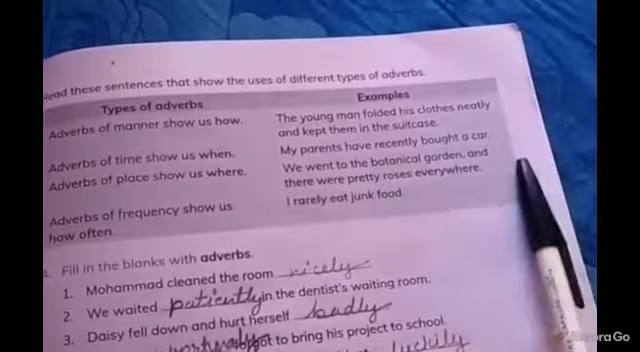 Read these sentences that show the uses of different types of adverbs.
Types of adverbs Examples
Adverbs of manner show us how. The young man folded his clothes neatly
and kept them in the suitcase.
Adverbs of time show us when. My parents have recently bought a car.
Adverbs of place show us where. We went to the botanical garden, and
there were pretty roses everywhere.
Adverbs of frequency show us I rarely eat junk food.
how often.
Fill in the blanks with adverbs.
1. Mohammad cleaned the room nicely
2. We waited patiently in the dentist's waiting room.
3. Daisy fell down and hurt herself badly
to bring his project to school.
luckily